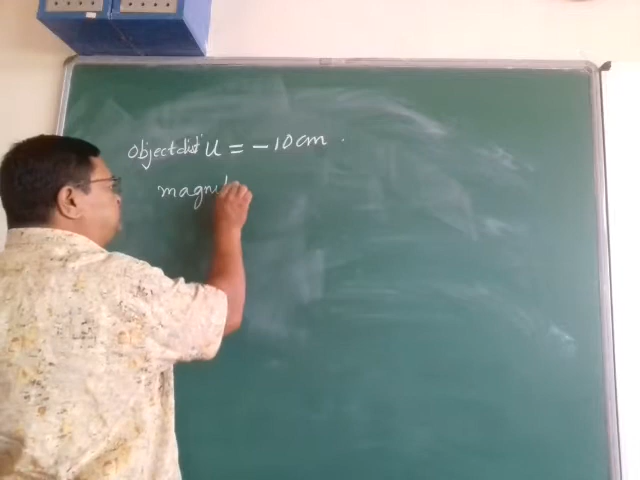 Object dist' u = -10 cm.
magni